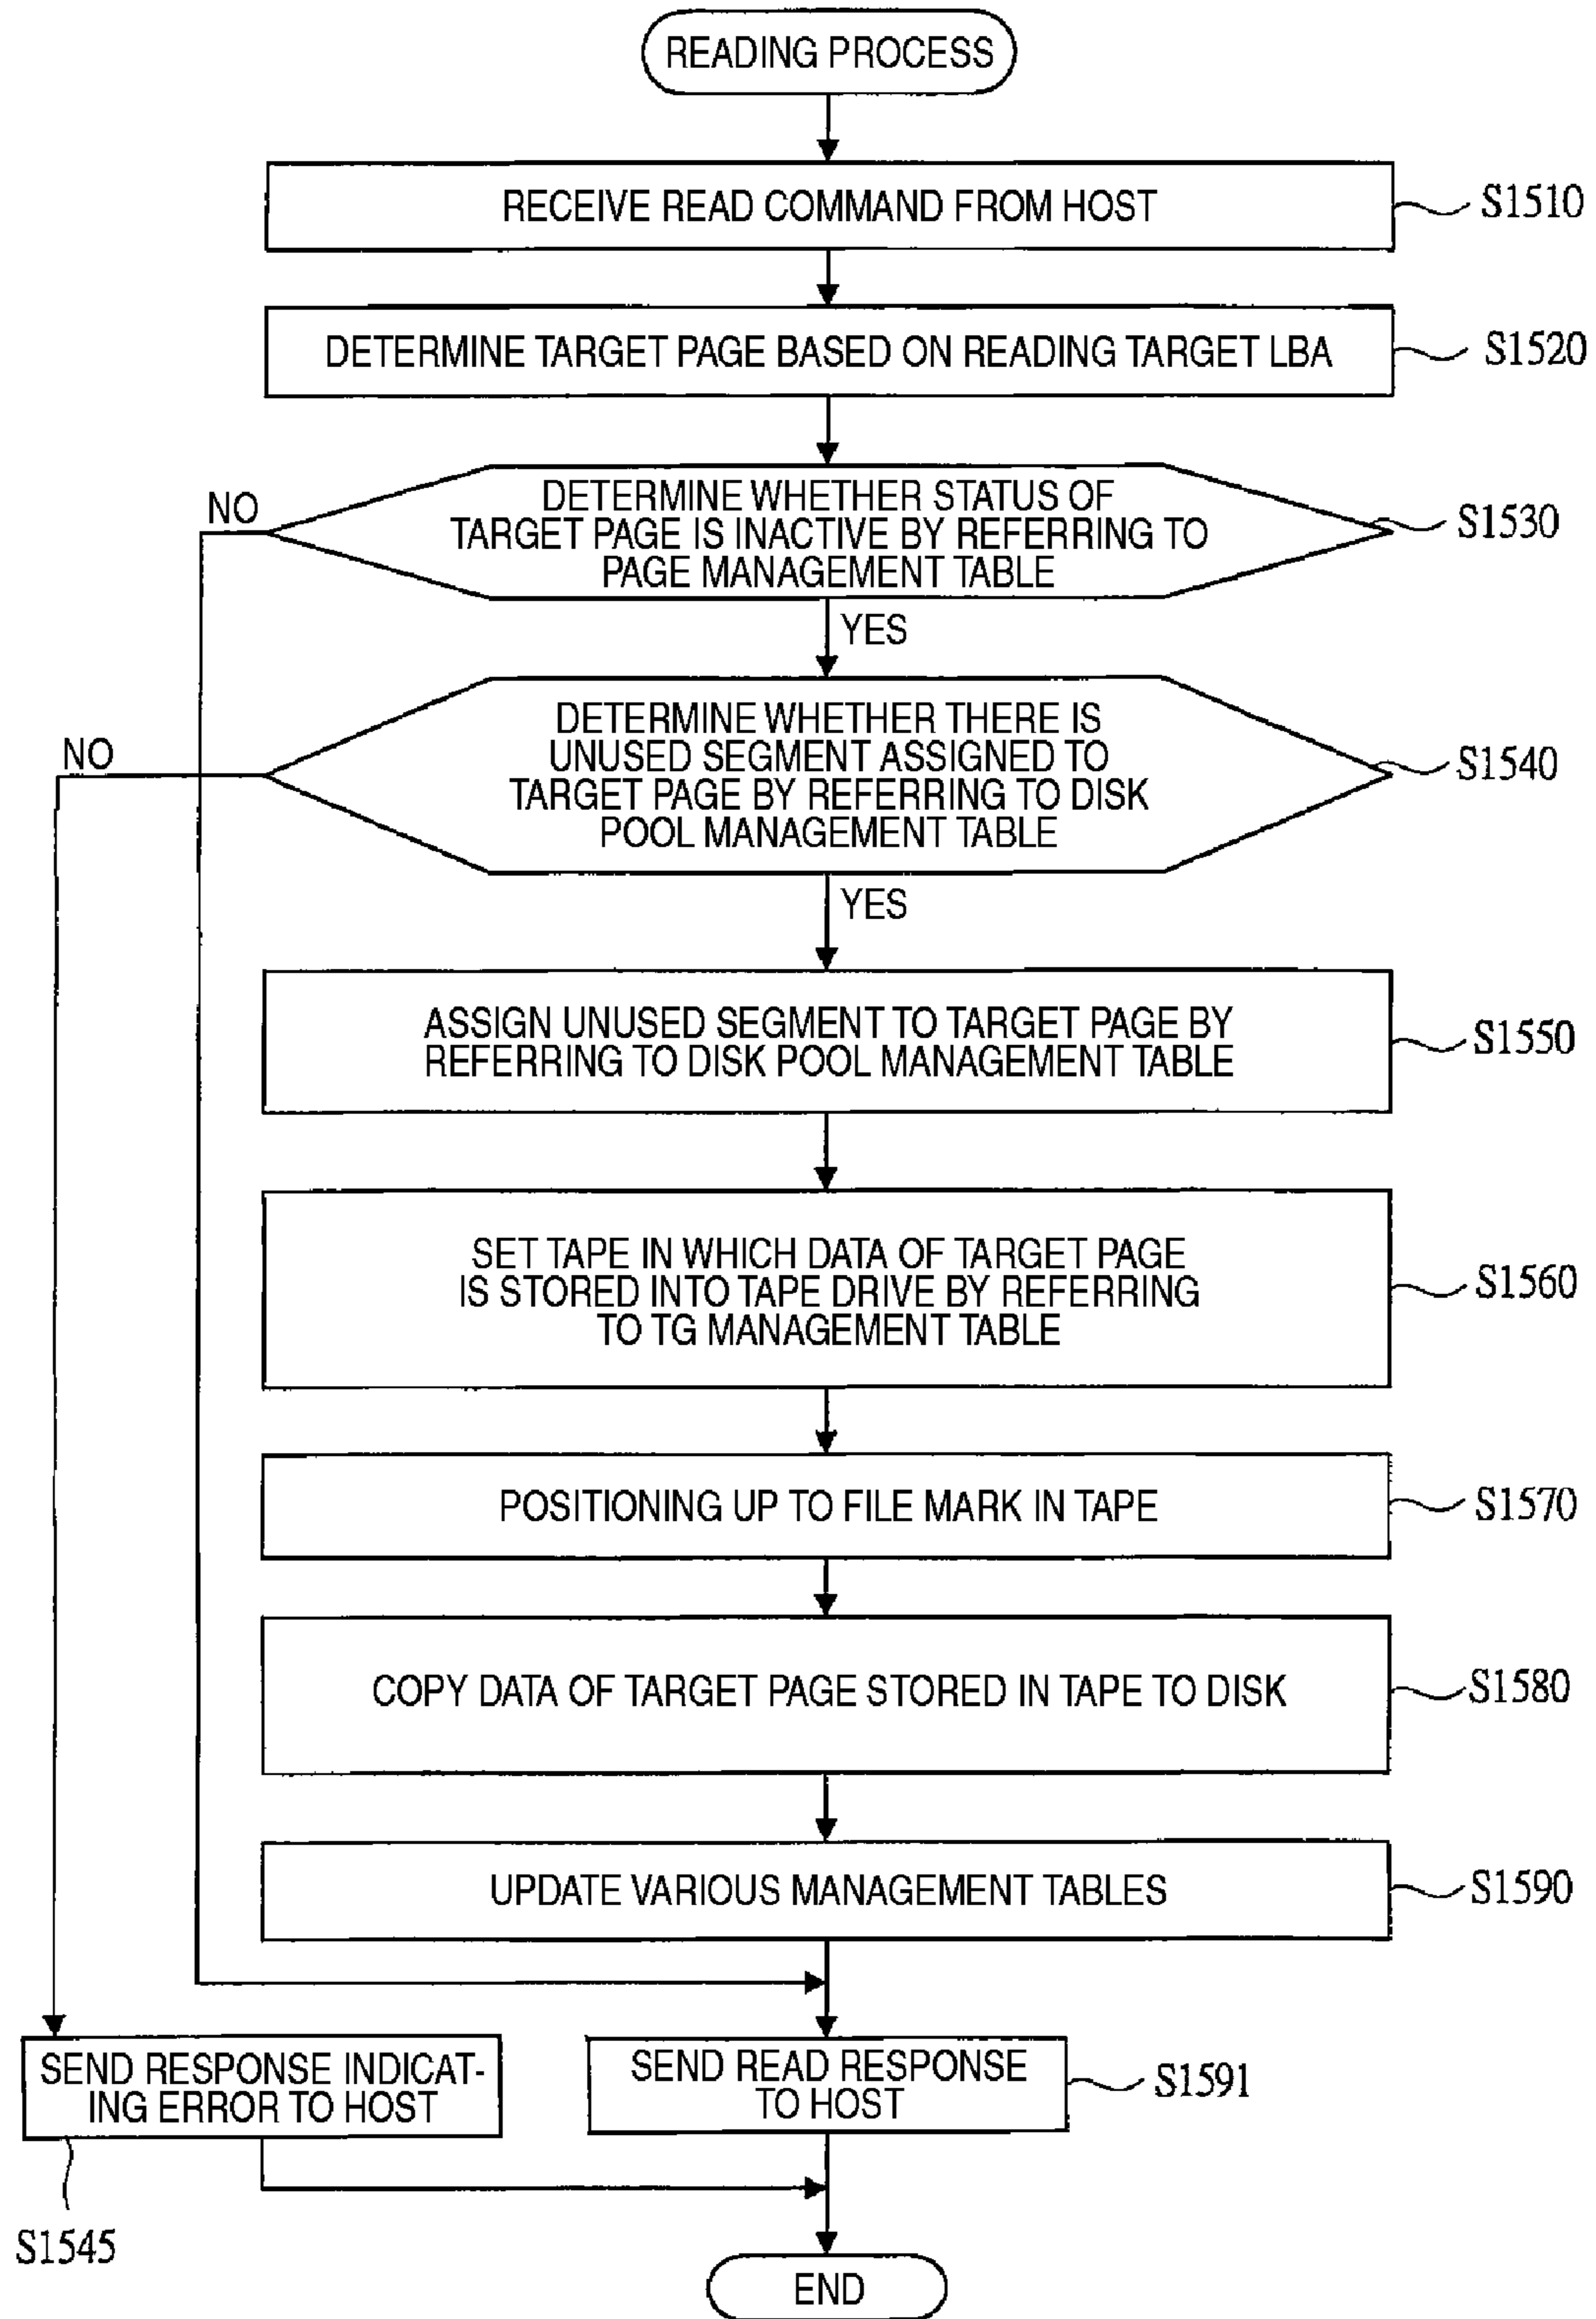 READING PROCESS
RECEIVE READ COMMAND FROM HOST
S1510
DETERMINE TARGET PAGE BASED ON READING TARGET LBA
S1520
NO
DETERMINE WHETHER STATUS OF
TARGET PAGE IS INACTIVE BY REFERRING TO
PAGE MANAGEMENT TABLE
S1530
YES
NO
DETERMINE WHETHER THERE IS
UNUSED SEGMENT ASSIGNED TO
TARGET PAGE BY REFERRING TO DISK
POOL MANAGEMENT TABLE
S1540
YES
ASSIGN UNUSED SEGMENT TO TARGET PAGE BY
REFERRING TO DISK POOL MANAGEMENT TABLE
S1550
SET TAPE IN WHICH DATA OF TARGET PAGE
IS STORED INTO TAPE DRIVE BY REFERRING
TO TG MANAGEMENT TABLE
S1560
POSITIONING UP TO FILE MARK IN TAPE
S1570
COPY DATA OF TARGET PAGE STORED IN TAPE TO DISK
S1580
UPDATE VARIOUS MANAGEMENT TABLES
S1590
SEND RESPONSE INDICAT-
ING ERROR TO HOST
S1545
SEND READ RESPONSE
TO HOST
S1591
END